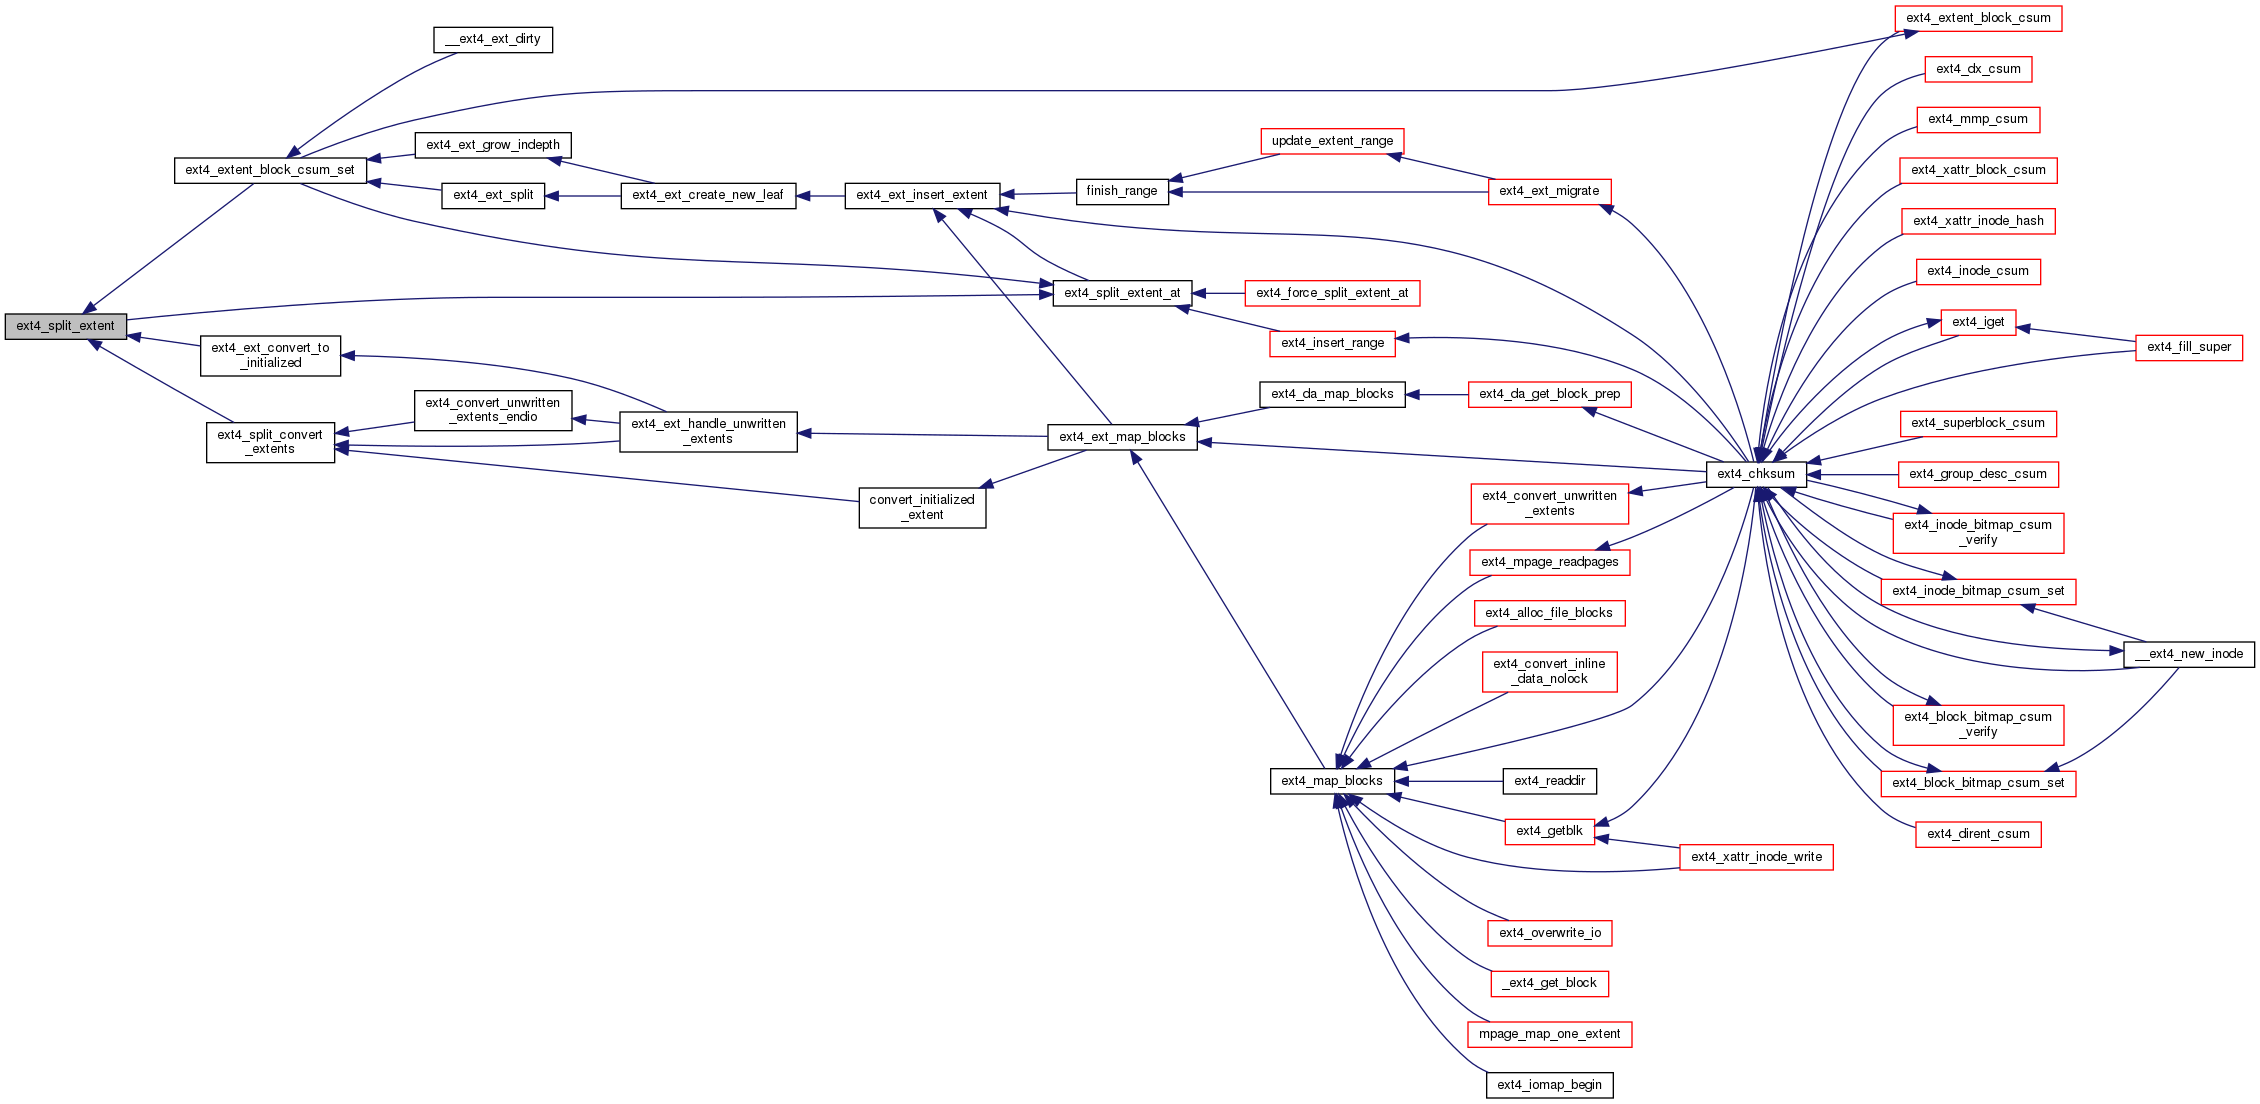 ext4_split_extent
__ext4_ext_dirty
ext4_extent_block_csum_set
ext4_ext_convert_to
_initialized
ext4_split_convert
_extents
ext4_ext_grow_indepth
ext4_ext_split
ext4_convert_unwritten
_extents_endio
ext4_ext_create_new_leaf
ext4_ext_handle_unwritten
_extents
ext4_ext_insert_extent
convert_initialized
_extent
finish_range
ext4_split_extent_at
ext4_ext_map_blocks
update_extent_range
ext4_force_split_extent_at
ext4_insert_range
ext4_da_map_blocks
ext4_map_blocks
ext4_ext_migrate
ext4_da_get_block_prep
ext4_convert_unwritten
_extents
ext4_mpage_readpages
ext4_alloc_file_blocks
ext4_convert_inline
_data_nolock
ext4_readdir
ext4_getblk
ext4_xattr_inode_write
ext4_overwrite_io
_ext4_get_block
mpage_map_one_extent
ext4_iomap_begin
ext4_chksum
ext4_extent_block_csum
ext4_dx_csum
ext4_mmp_csum
ext4_xattr_block_csum
ext4_xattr_inode_hash
ext4_inode_csum
ext4_iget
ext4_fill_super
ext4_superblock_csum
ext4_group_desc_csum
ext4_inode_bitmap_csum
_verify
ext4_inode_bitmap_csum_set
__ext4_new_inode
ext4_block_bitmap_csum
_verify
ext4_block_bitmap_csum_set
ext4_dirent_csum